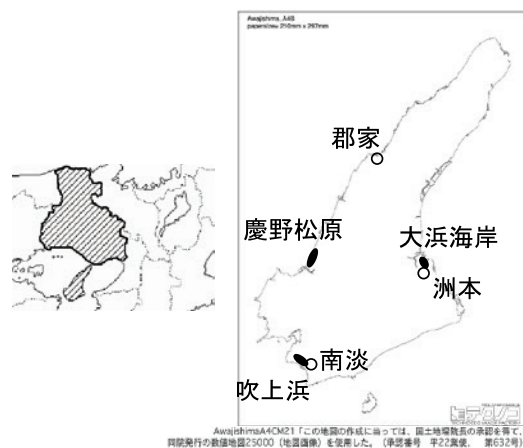 Awajishima_A4S
papersize 210mm x 297mm
郡家
慶野松原
大浜海岸
洲本
南淡
吹上浜
AwajishimaA4CM21「この地図の作成に当っては、国土地理院長の承認を得て、
同院発行の数値地図25000(地図画像)を使用した。(承認番号 平22業使、 第632号)